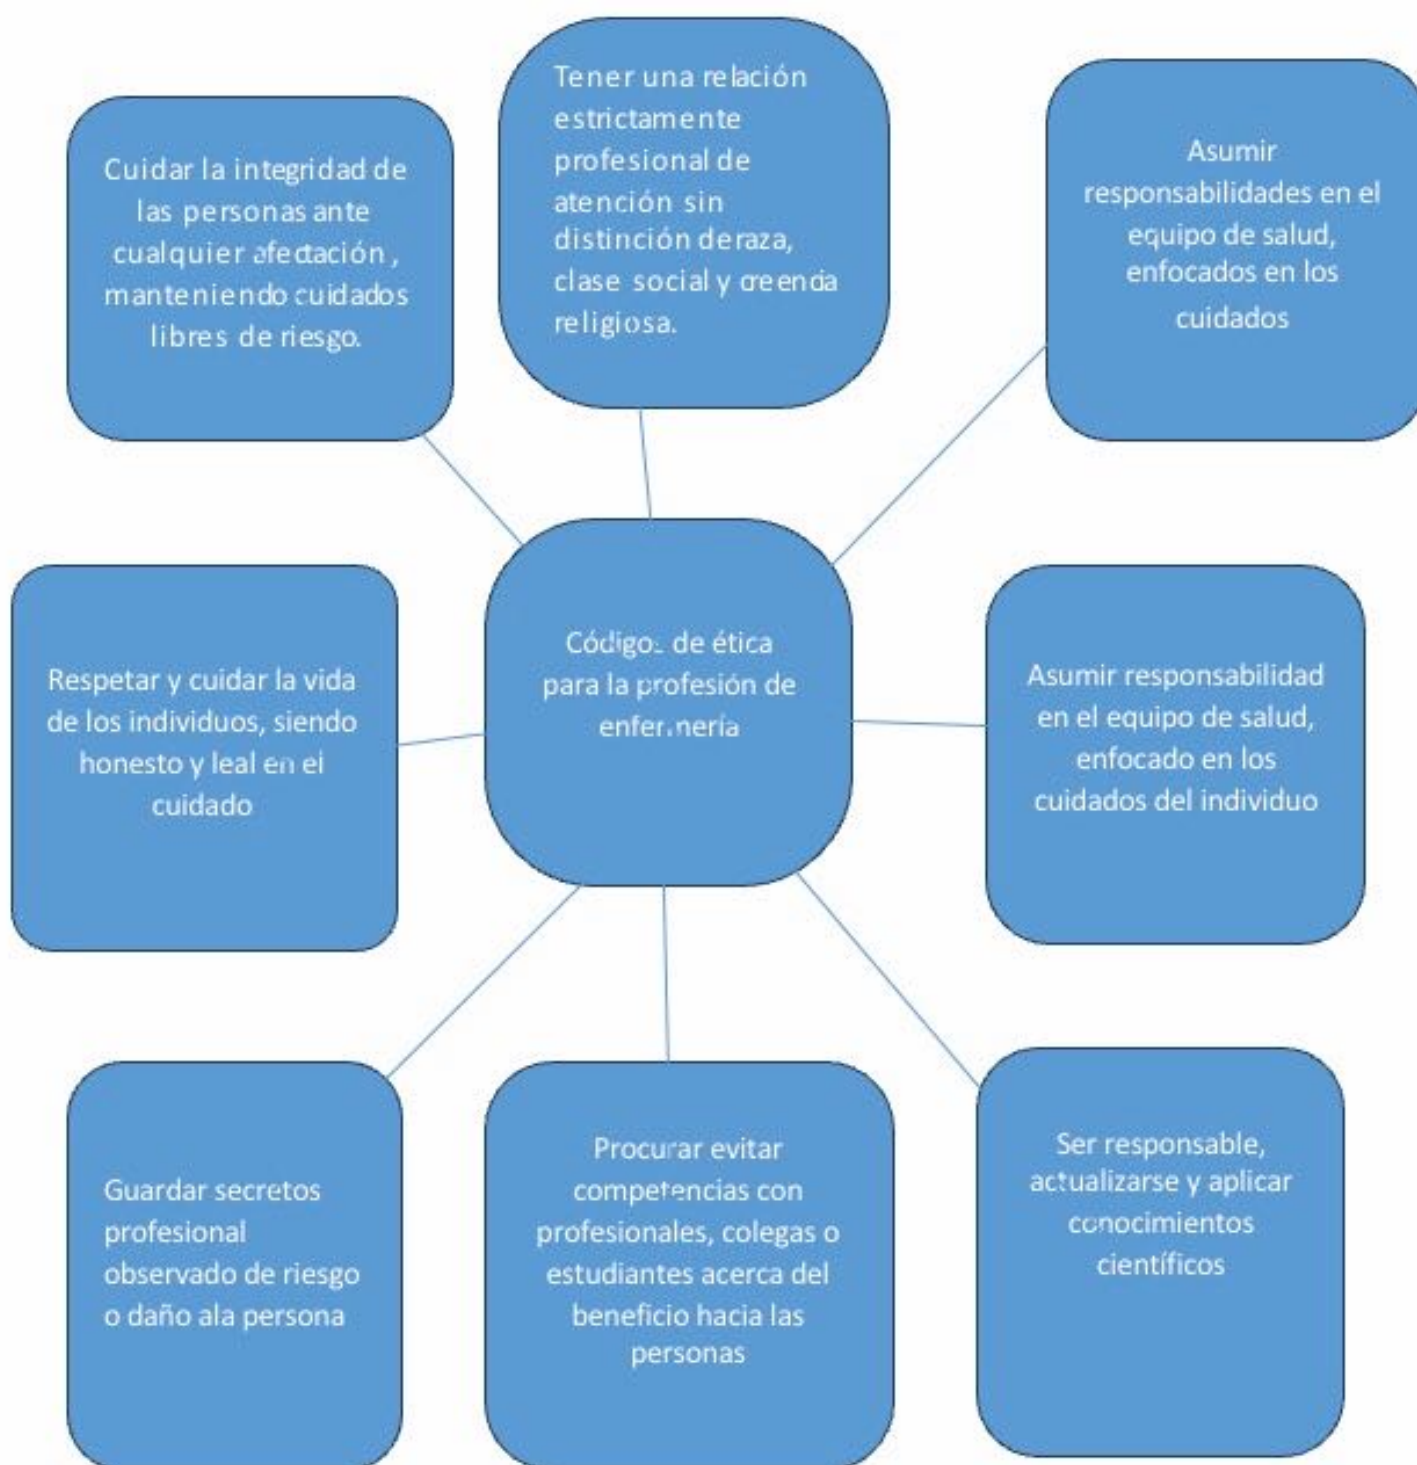 Cuidar la integridad de
las personas ante
cualquier afectación ,
manteniendo cuidados
libres de riesgo.
Tener una relación
estrictamente
profesional de
atención sin
distinción deraza,
clase social y creencia
religiosa.
Asumir
responsabilidades en el
equipo de salud,
enfocados en los
cuidados
Respetar y cuidar la vida
de los individuos, siendo
honesto y leal en el
cuidado
Códigos de ética
para la profesión de
enfermería
Asumir responsabilidad
en el equipo de salud,
enfocado en los
cuidados del individuo
Guardar secretos
profesional
observado de riesgo
o daño ala persona
Procurar evitar
competencias con
profesionales, colegas o
estudiantes acerca del
beneficio hacia las
personas
Ser responsable,
actualizarse y aplicar
conocimientos
científicos